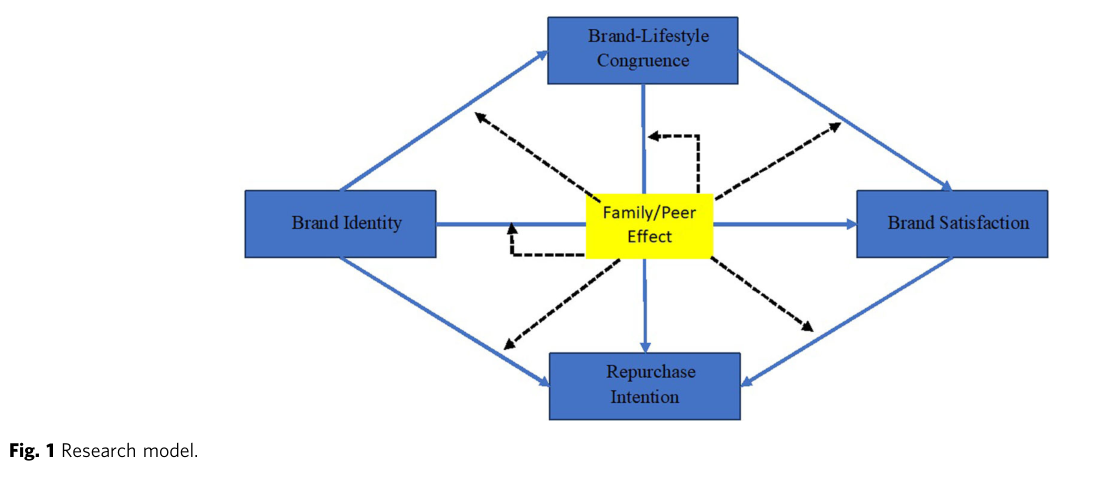 Brand-Lifestyle
Congruence
Brand Identity
Family/Peer
Effect
Brand Satisfaction
Repurchase
Intention
Fig. 1 Research model.